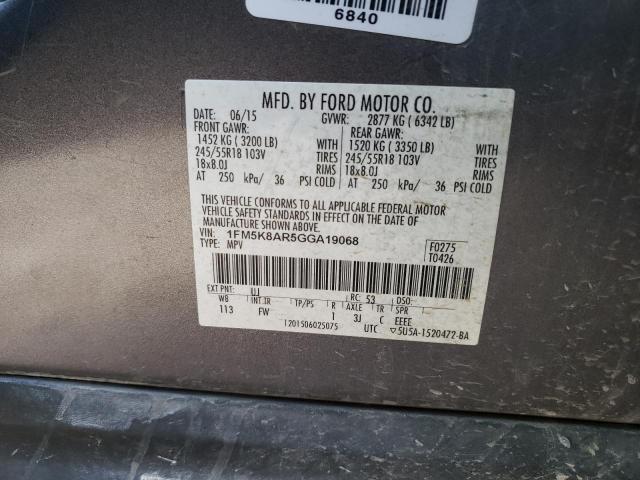 6840
MFD. BY FORD MOTOR CO.
DATE: 06/15 GVWR: 2877 KG ( 6342 LB)
FRONT GAWR: REAR GAWR:
1452 KG ( 3200 LB) 1520 KG ( 3350 LB)
245/55R18 103V TIRES 245/55R18 103V TIRES
18x8.0J RIMS 18x8.0J RIMS
AT 250 kPa/ 36 PSI COLD AT 250 kPa/ 36 PSI COLD
THIS VEHICLE CONFORMS TO ALL APPLICABLE FEDERAL MOTOR
VEHICLE SAFETY STANDARDS IN EFFECT ON THE DATE OF
MANUFACTURE SHOWN ABOVE.
VIN: 1FM5K8AR5GGA19068 F0275
TYPE: MPV T0426
EXT PNT: UJ RC: 53 DSO:
WB INT TR TP/PS R AXLE TR SPR
113 FW 1 3J C EEEE
I201506025075 UTC ▽5U5A-1520472-BA